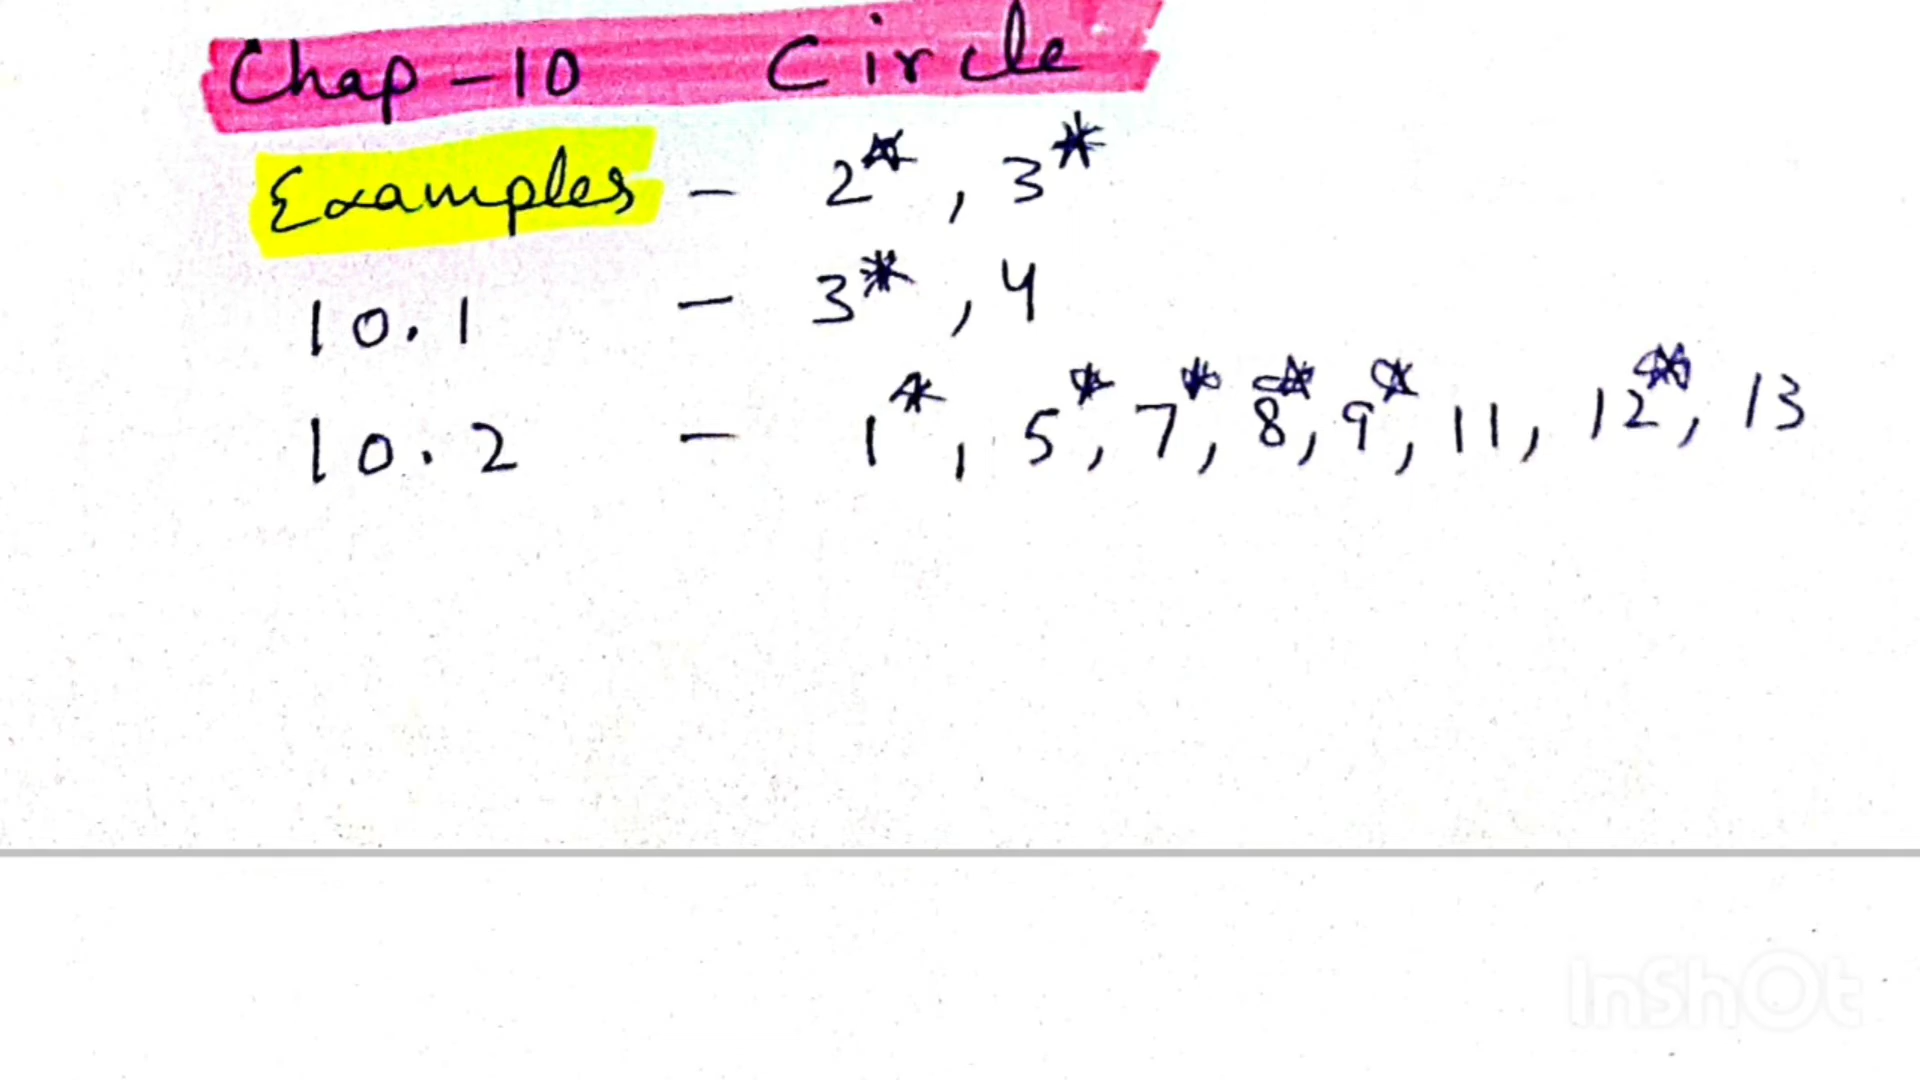 Chap-10 Circle
Examples - 2*, 3*
10.1 - 3*, 4
10.2 - 1*, 5*, 7*, 8*, 9*, 11, 12*, 13
InShOt